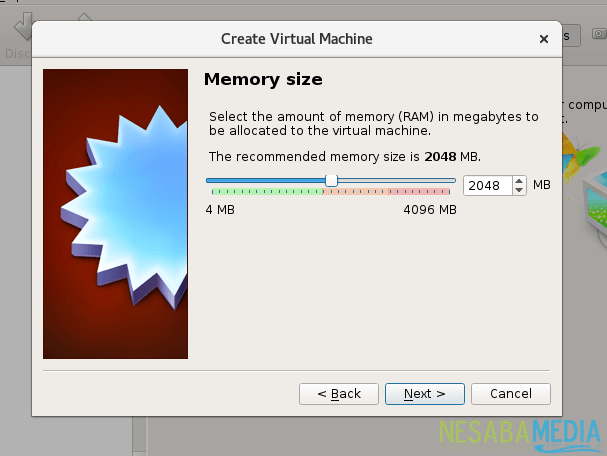 Create Virtual Machine
Disc
s
Memory size
Select the amount of memory (RAM) in megabytes to
be allocated to the virtual machine.
r compu
t.
The recommended memory size is 2048 MB.
2048 MB
4 MB 4096 MB
< Back Next > Cancel
NESABAMEDIA